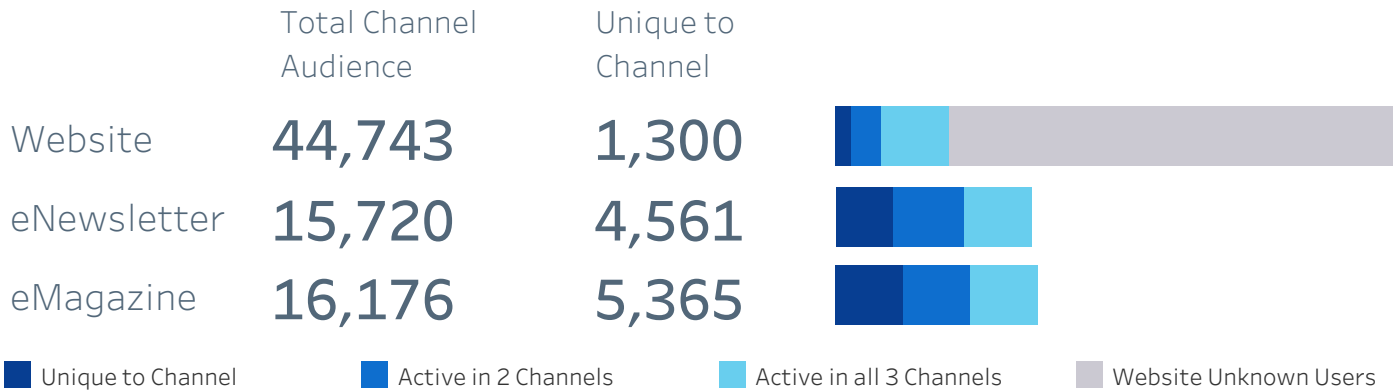 Total Channel Audience
Unique to Channel
Website 44,743 1,300
eNewsletter 15,720 4,561
eMagazine 16,176 5,365
Unique to Channel Active in 2 Channels Active in all 3 Channels Website Unknown Users